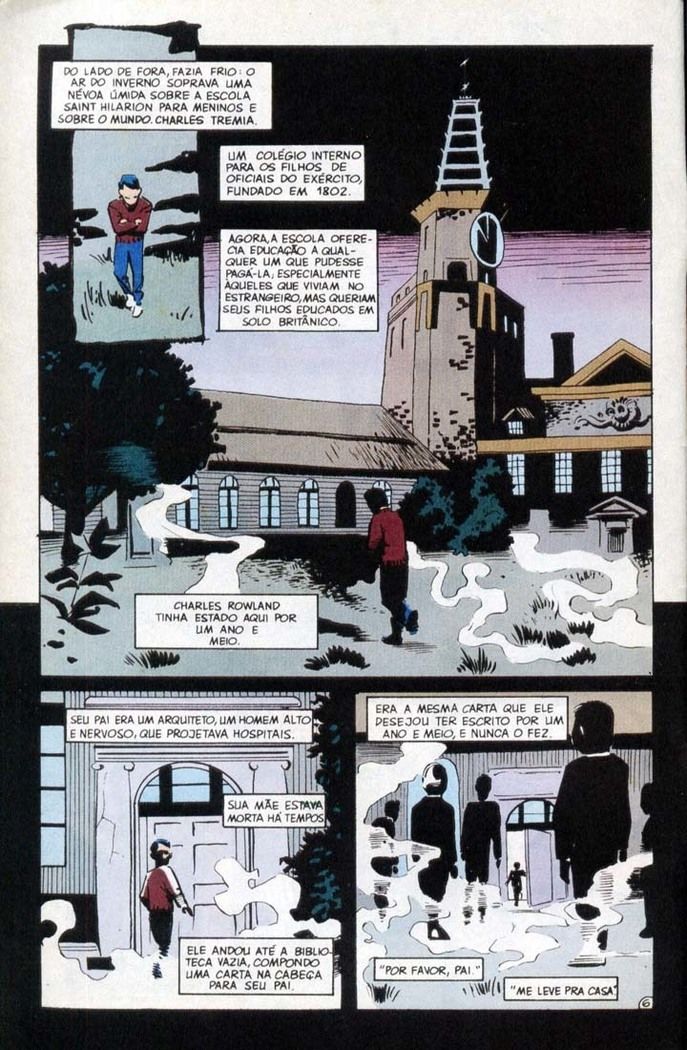 DO LADO DE FORA, FAZIA FRIO: O
AR DO INVERNO SOPRAVA UMA
NÉVOA ÚMIDA SOBRE A ESCOLA
SAINT HILARION PARA MENINOS E
SOBRE O MUNDO. CHARLES TREMIA.
UM COLÉGIO INTERNO
PARA OS FILHOS DE
OFICIAIS DO EXÉRCITO,
FUNDADO EM 1802.
AGORA, A ESCOLA OFERE-
CIA EDUCAÇÃO A QUAL-
QUER UM QUE PUDESSE
PAGÁ-LA, ESPECIALMENTE
ÀQUELES QUE VIVIAM NO
ESTRANGEIRO, MAS QUERIAM
SEUS FILHOS EDUCADOS EM
SOLO BRITÂNICO.
CHARLES ROWLAND
TINHA ESTADO AQUI POR
UM ANO E
MEIO.
SEU PAI ERA UM ARQUITETO, UM HOMEM ALTO
E NERVOSO, QUE PROJETAVA HOSPITAIS.
SUA MÃE ESTAVA
MORTA HÁ TEMPOS
ELE ANDOU ATÉ A BIBLIO-
TECA VAZIA, COMPONDO
UMA CARTA NA CABEÇA
PARA SEU PAI.
ERA A MESMA CARTA QUE ELE
DESEJOU TER ESCRITO POR UM
ANO E MEIO, E NUNCA O FEZ.
"POR FAVOR, PAI."
"ME LEVE PRA CASA"
6